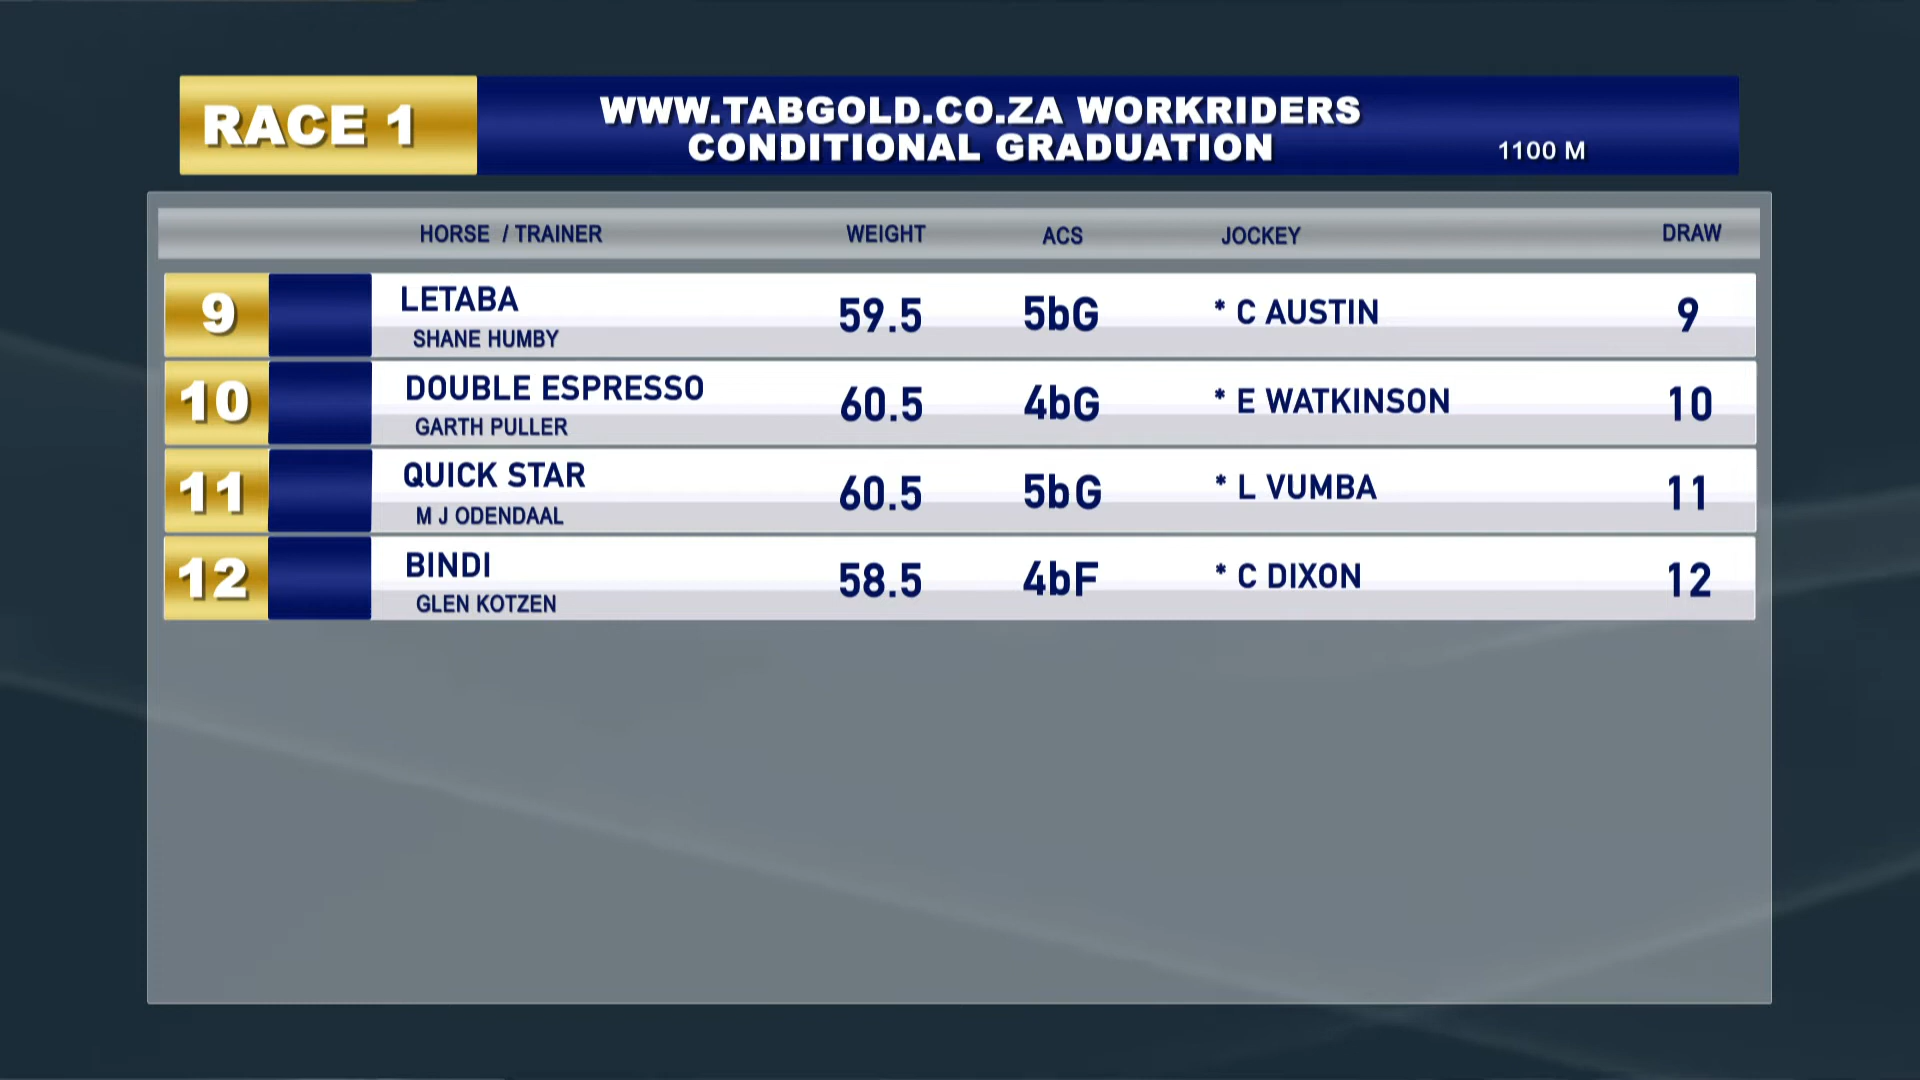 RACE 1
WWW.TABGOLD.CO.ZA WORKRIDERS
CONDITIONAL GRADUATION
1100 M
HORSE / TRAINER WEIGHT ACS JOCKEY DRAW
9 LETABA 59.5 5bG * C AUSTIN 9
SHANE HUMBY
10 DOUBLE ESPRESSO 60.5 4bG * E WATKINSON 10
GARTH PULLER
11 QUICK STAR 60.5 5bG * L VUMBA 11
M J ODENDAAL
12 BINDI 58.5 4bF * C DIXON 12
GLEN KOTZEN